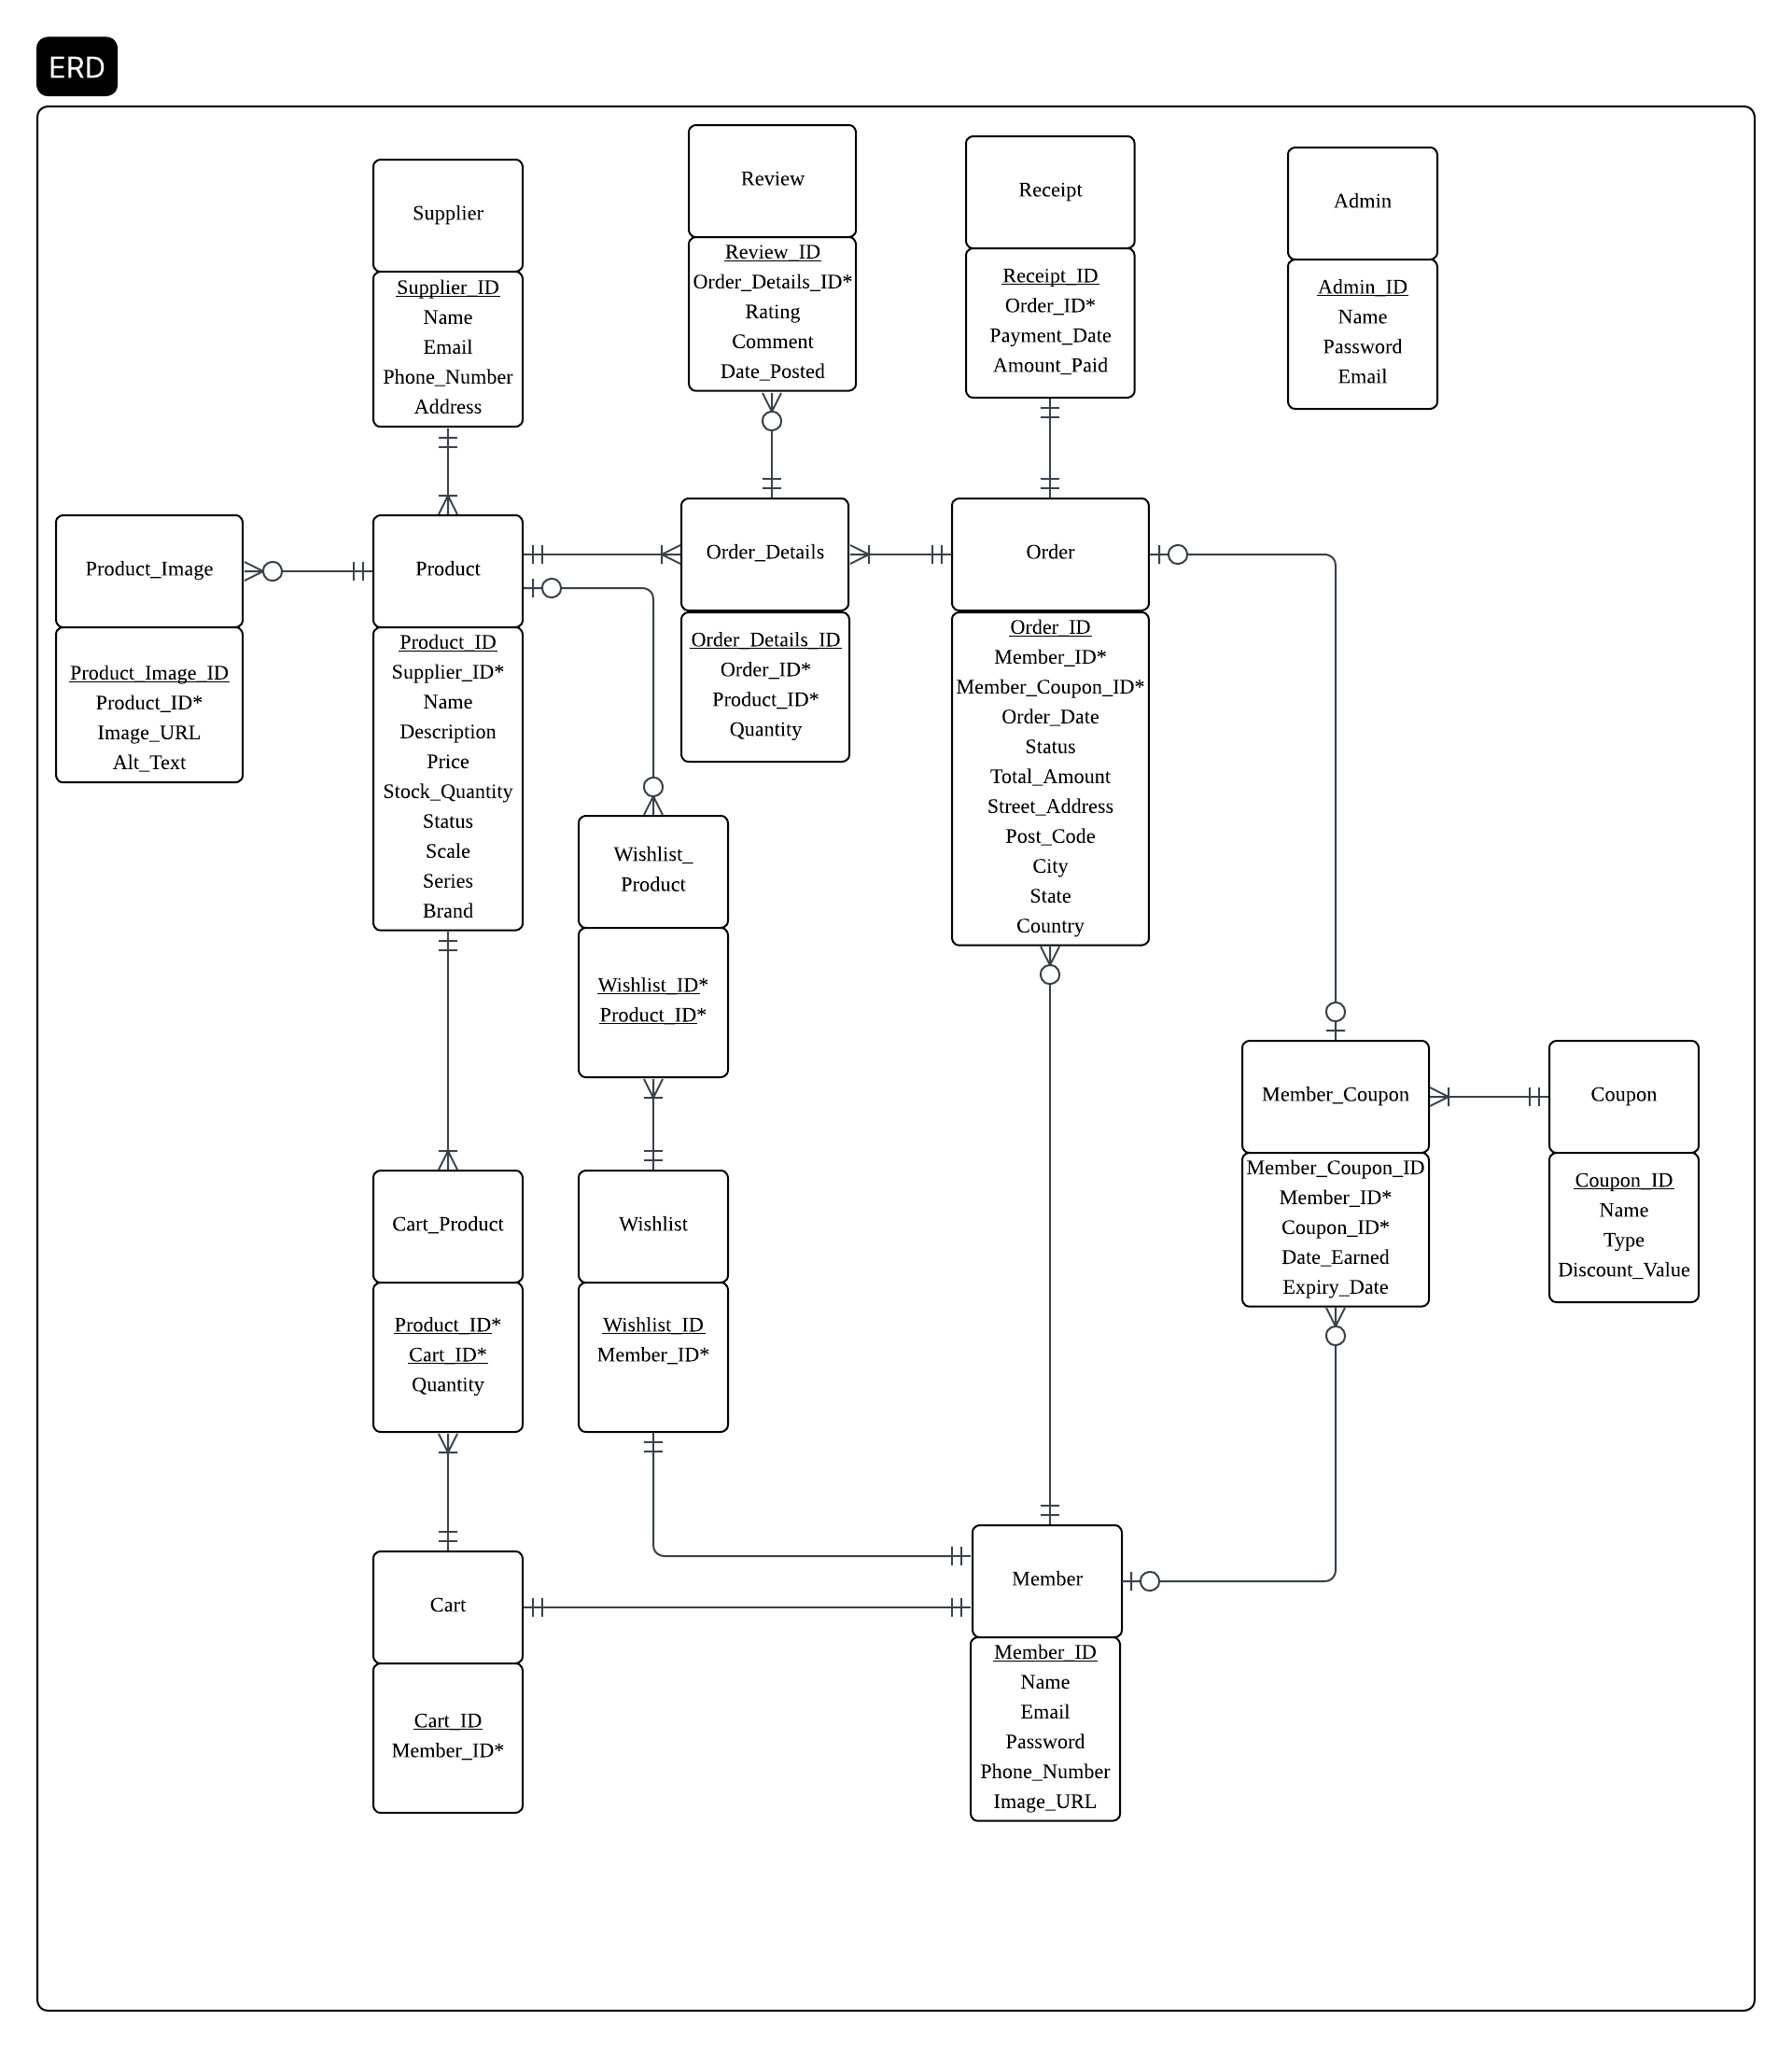 ERD
Supplier
Supplier_ID
Name
Email
Phone_Number
Address
Review
Review_ID
Order_Details_ID*
Rating
Comment
Date_Posted
Receipt
Receipt_ID
Order_ID*
Payment_Date
Amount_Paid
Admin
Admin_ID
Name
Password
Email
Product_Image
Product_Image_ID
Product_ID*
Image_URL
Alt_Text
Product
Product_ID
Supplier_ID*
Name
Description
Price
Stock_Quantity
Status
Scale
Series
Brand
Order_Details
Order_Details_ID
Order_ID*
Product_ID*
Quantity
Order
Order_ID
Member_ID*
Member_Coupon_ID*
Order_Date
Status
Total_Amount
Street_Address
Post_Code
City
State
Country
Wishlist_
Product
Wishlist_ID*
Product_ID*
Member_Coupon
Member_Coupon_ID
Member_ID*
Coupon_ID*
Date_Earned
Expiry_Date
Coupon
Coupon_ID
Name
Type
Discount_Value
Cart_Product
Product_ID*
Cart_ID*
Quantity
Wishlist
Wishlist_ID
Member_ID*
Cart
Cart_ID
Member_ID*
Member
Member_ID
Name
Email
Password
Phone_Number
Image_URL